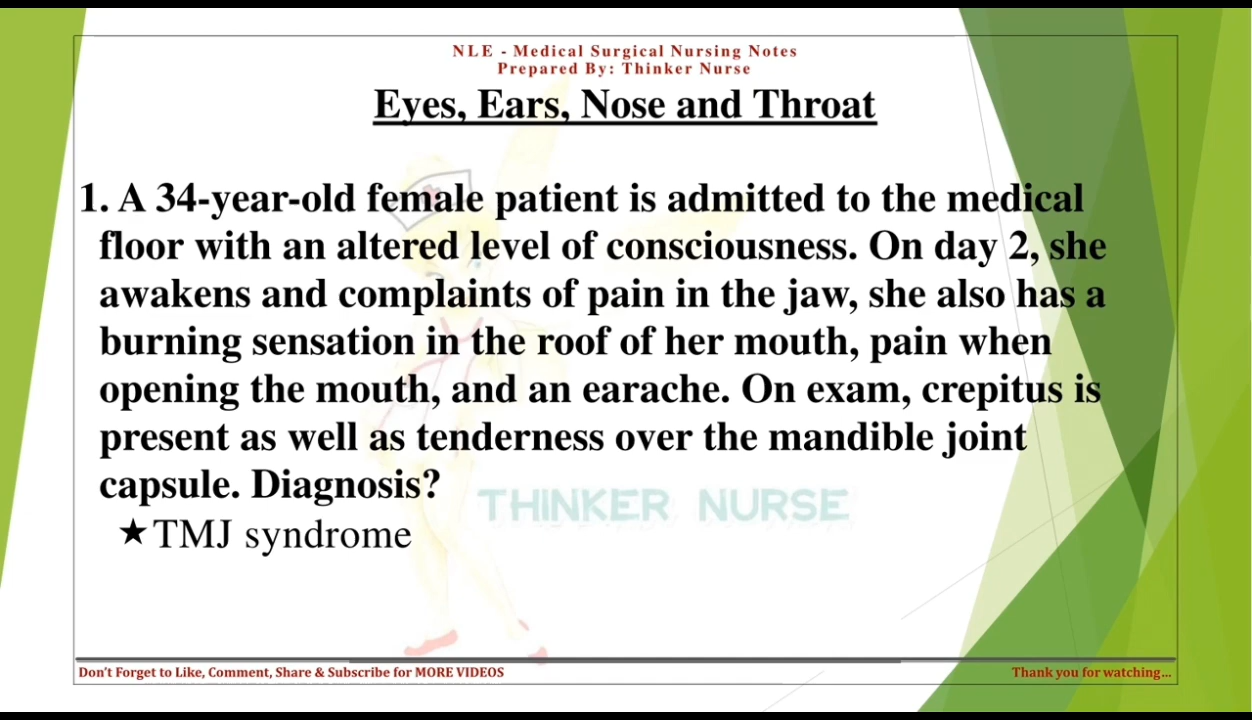 NLE - Medical Surgical Nursing Notes
Prepared By: Thinker Nurse
Eyes, Ears, Nose and Throat
1. A 34-year-old female patient is admitted to the medical
floor with an altered level of consciousness. On day 2, she
awakens and complaints of pain in the jaw, she also has a
burning sensation in the roof of her mouth, pain when
opening the mouth, and an earache. On exam, crepitus is
present as well as tenderness over the mandible joint
capsule. Diagnosis?
THINKER NURSE
★TMJ syndrome
Don't Forget to Like, Comment, Share & Subscribe for MORE VIDEOS
Thank you for watching...